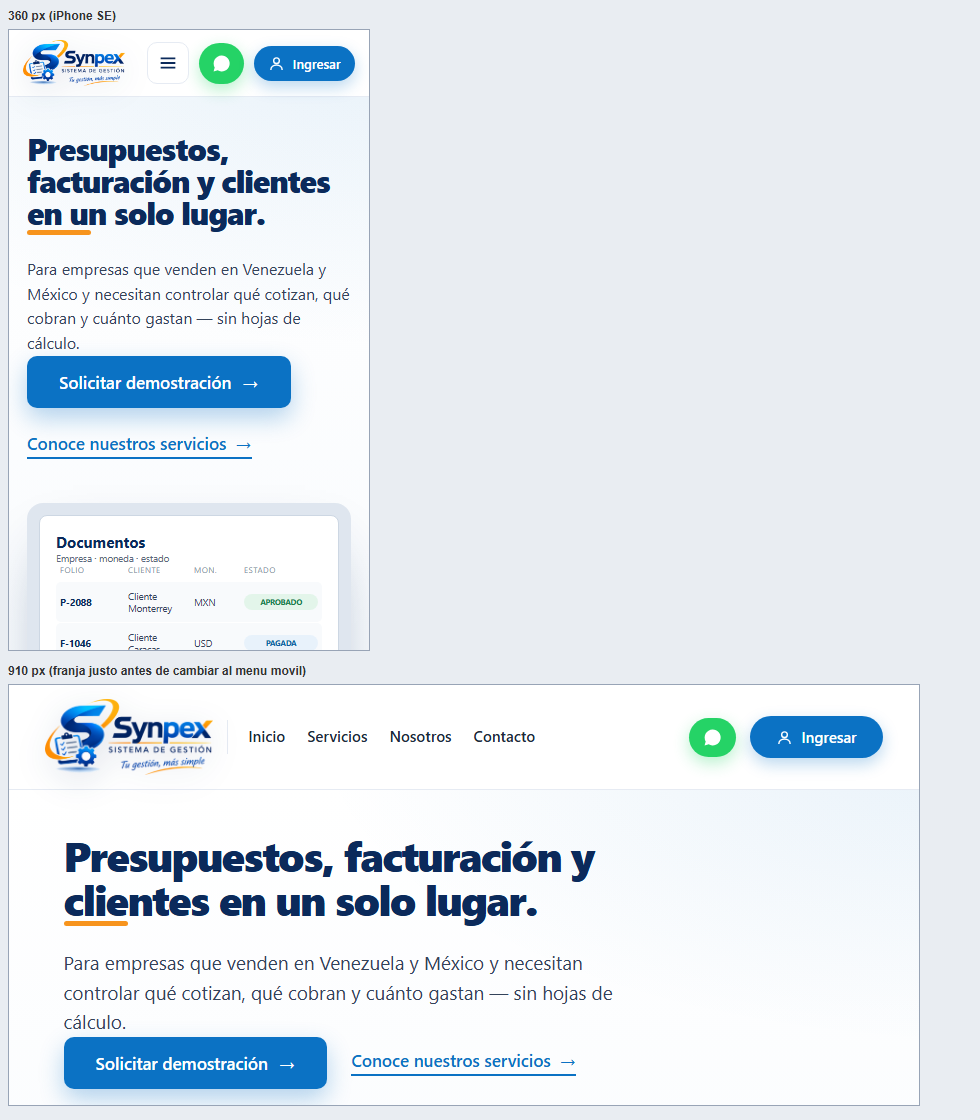 360 px (iPhone SE)
Synpex
SISTEMA DE GESTIÓN
Tu gestión, más simple
Ingresar
Presupuestos,
facturación y clientes
en un solo lugar.
Para empresas que venden en Venezuela y
México y necesitan controlar qué cotizan, qué
cobran y cuánto gastan — sin hojas de
cálculo.
Solicitar demostración →
Conoce nuestros servicios →
Documentos
Empresa · moneda · estado
FOLIO CLIENTE MON. ESTADO
P-2088 Cliente Monterrey MXN APROBADO
F-1046 Cliente Caracas USD PAGADA
910 px (franja justo antes de cambiar al menu movil)
Synpex
SISTEMA DE GESTIÓN
Tu gestión, más simple
Inicio Servicios Nosotros Contacto Ingresar
Presupuestos, facturación y
clientes en un solo lugar.
Para empresas que venden en Venezuela y México y necesitan
controlar qué cotizan, qué cobran y cuánto gastan — sin hojas de
cálculo.
Solicitar demostración → Conoce nuestros servicios →